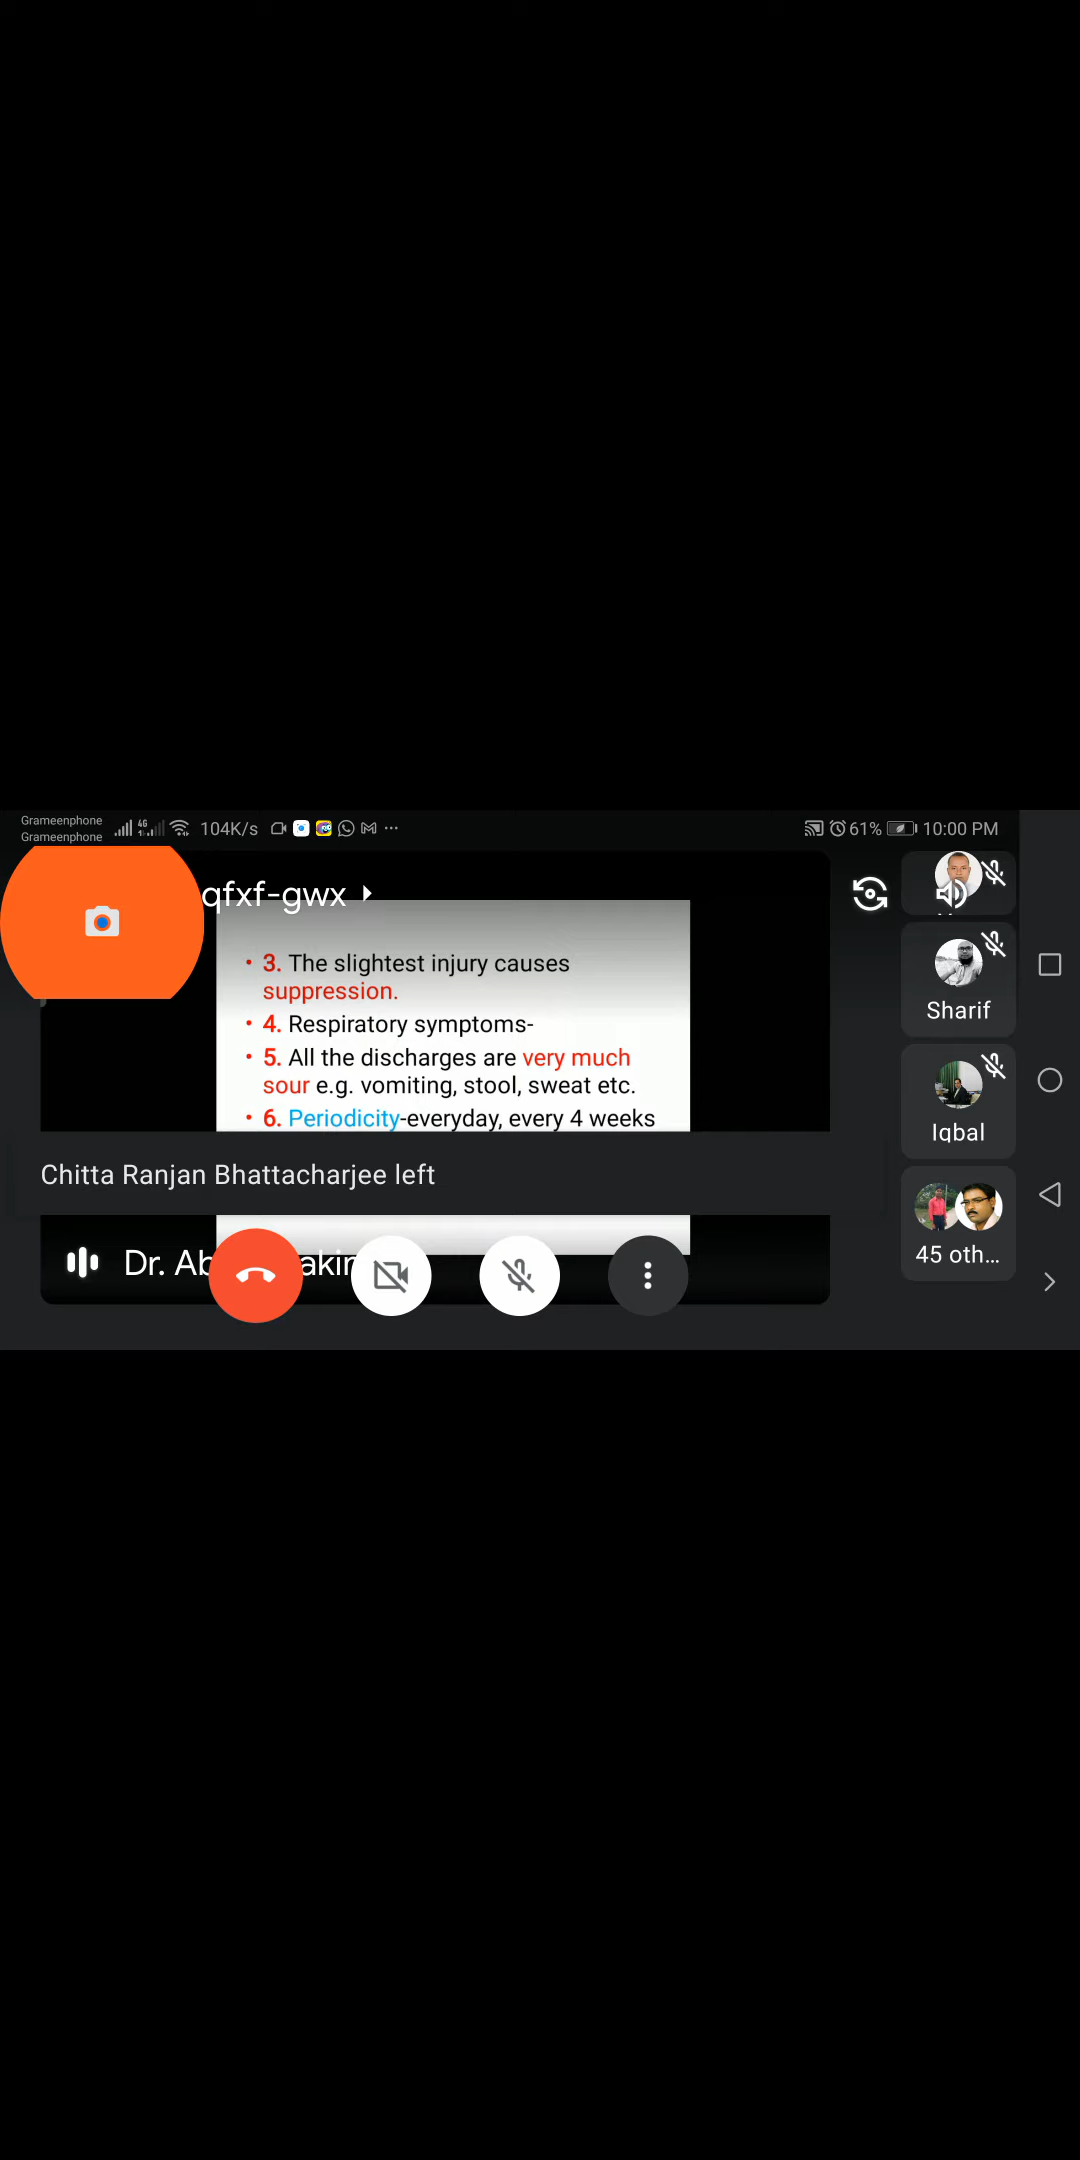 Grameenphone
Grameenphone
4G
104K/s
61%
10:00 PM
qfxf-gwx
• 3. The slightest injury causes
suppression.
• 4. Respiratory symptoms-
• 5. All the discharges are very much
sour e.g. vomiting, stool, sweat etc.
• 6. Periodicity-everyday, every 4 weeks
Chitta Ranjan Bhattacharjee left
Dr.
Sharif
Iqbal
45 oth...